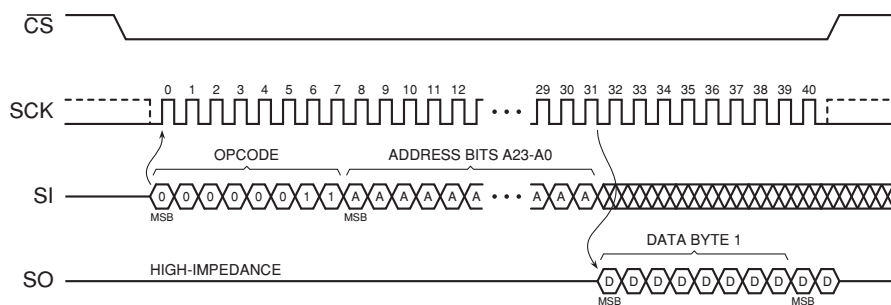 CS
0 1 2 3 4 5 6 7 8 9 10 11 12 29 30 31 32 33 34 35 36 37 38 39 40
SCK
OPCODE ADDRESS BITS A23-A0
SI 0 0 0 0 0 0 1 1 A A A A A A A A
MSB MSB
DATA BYTE 1
SO HIGH-IMPEDANCE D D D D D D D D D D
MSB MSB